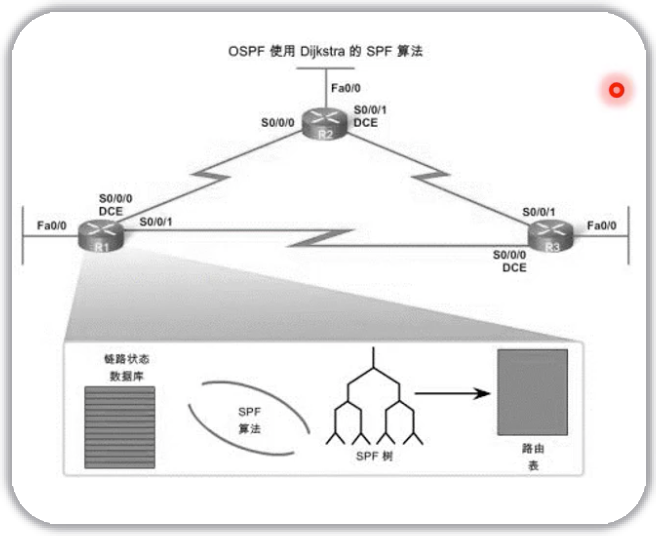 OSPF 使用 Dijkstra 的 SPF 算法
Fa0/0
S0/0/0
S0/0/1
DCE
R2
S0/0/0
DCE
Fa0/0
S0/0/1
R1
S0/0/1
Fa0/0
R3
S0/0/0
DCE
链路状态
数据库
SPF
算法
SPF 树
路由
表